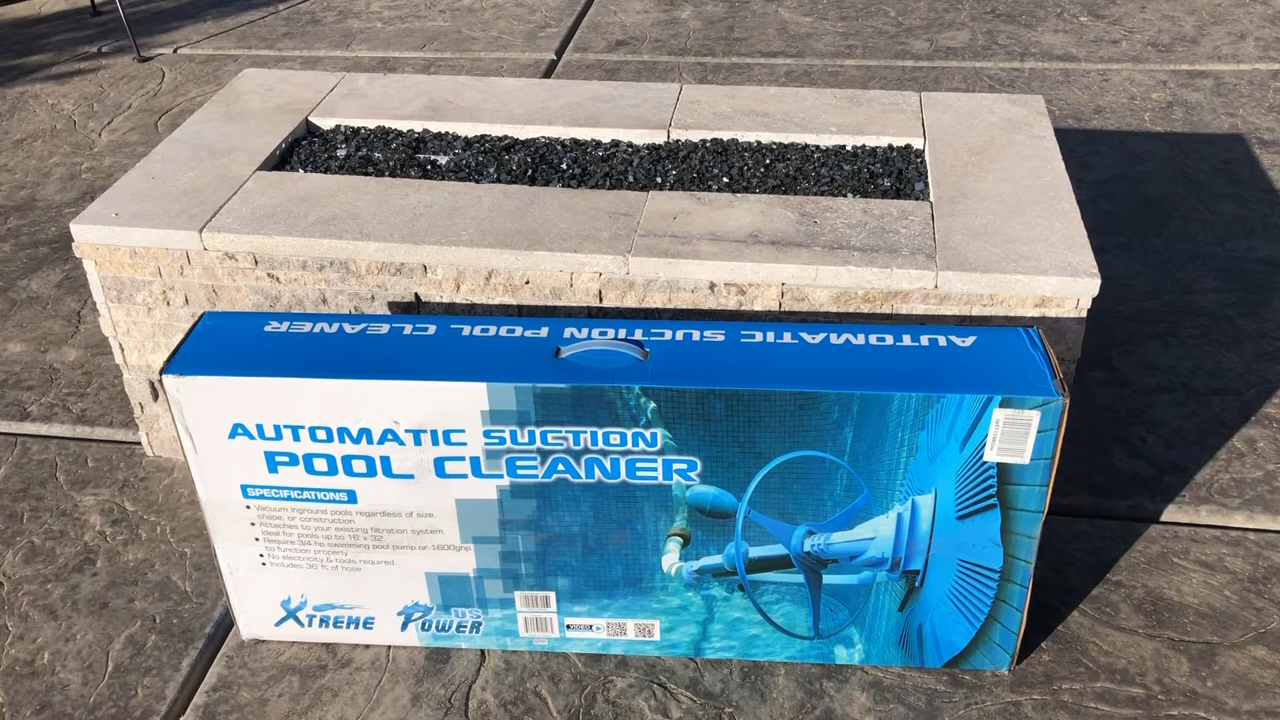 AUTOMATIC SUCTION POOL CLEANER
AUTOMATIC SUCTION
POOL CLEANER
SPECIFICATIONS
• Vacuum inground pools regardless of size,
shape, or construction
• Attaches to your existing filtration system.
Ideal for pools up to 16' x 32'
• Require 3/4 hp swimming pool pump or 1600ghp
to function properly
• No electricity & tools required.
• Includes 36 ft of hose
XTREME
POWER US
VIDEO